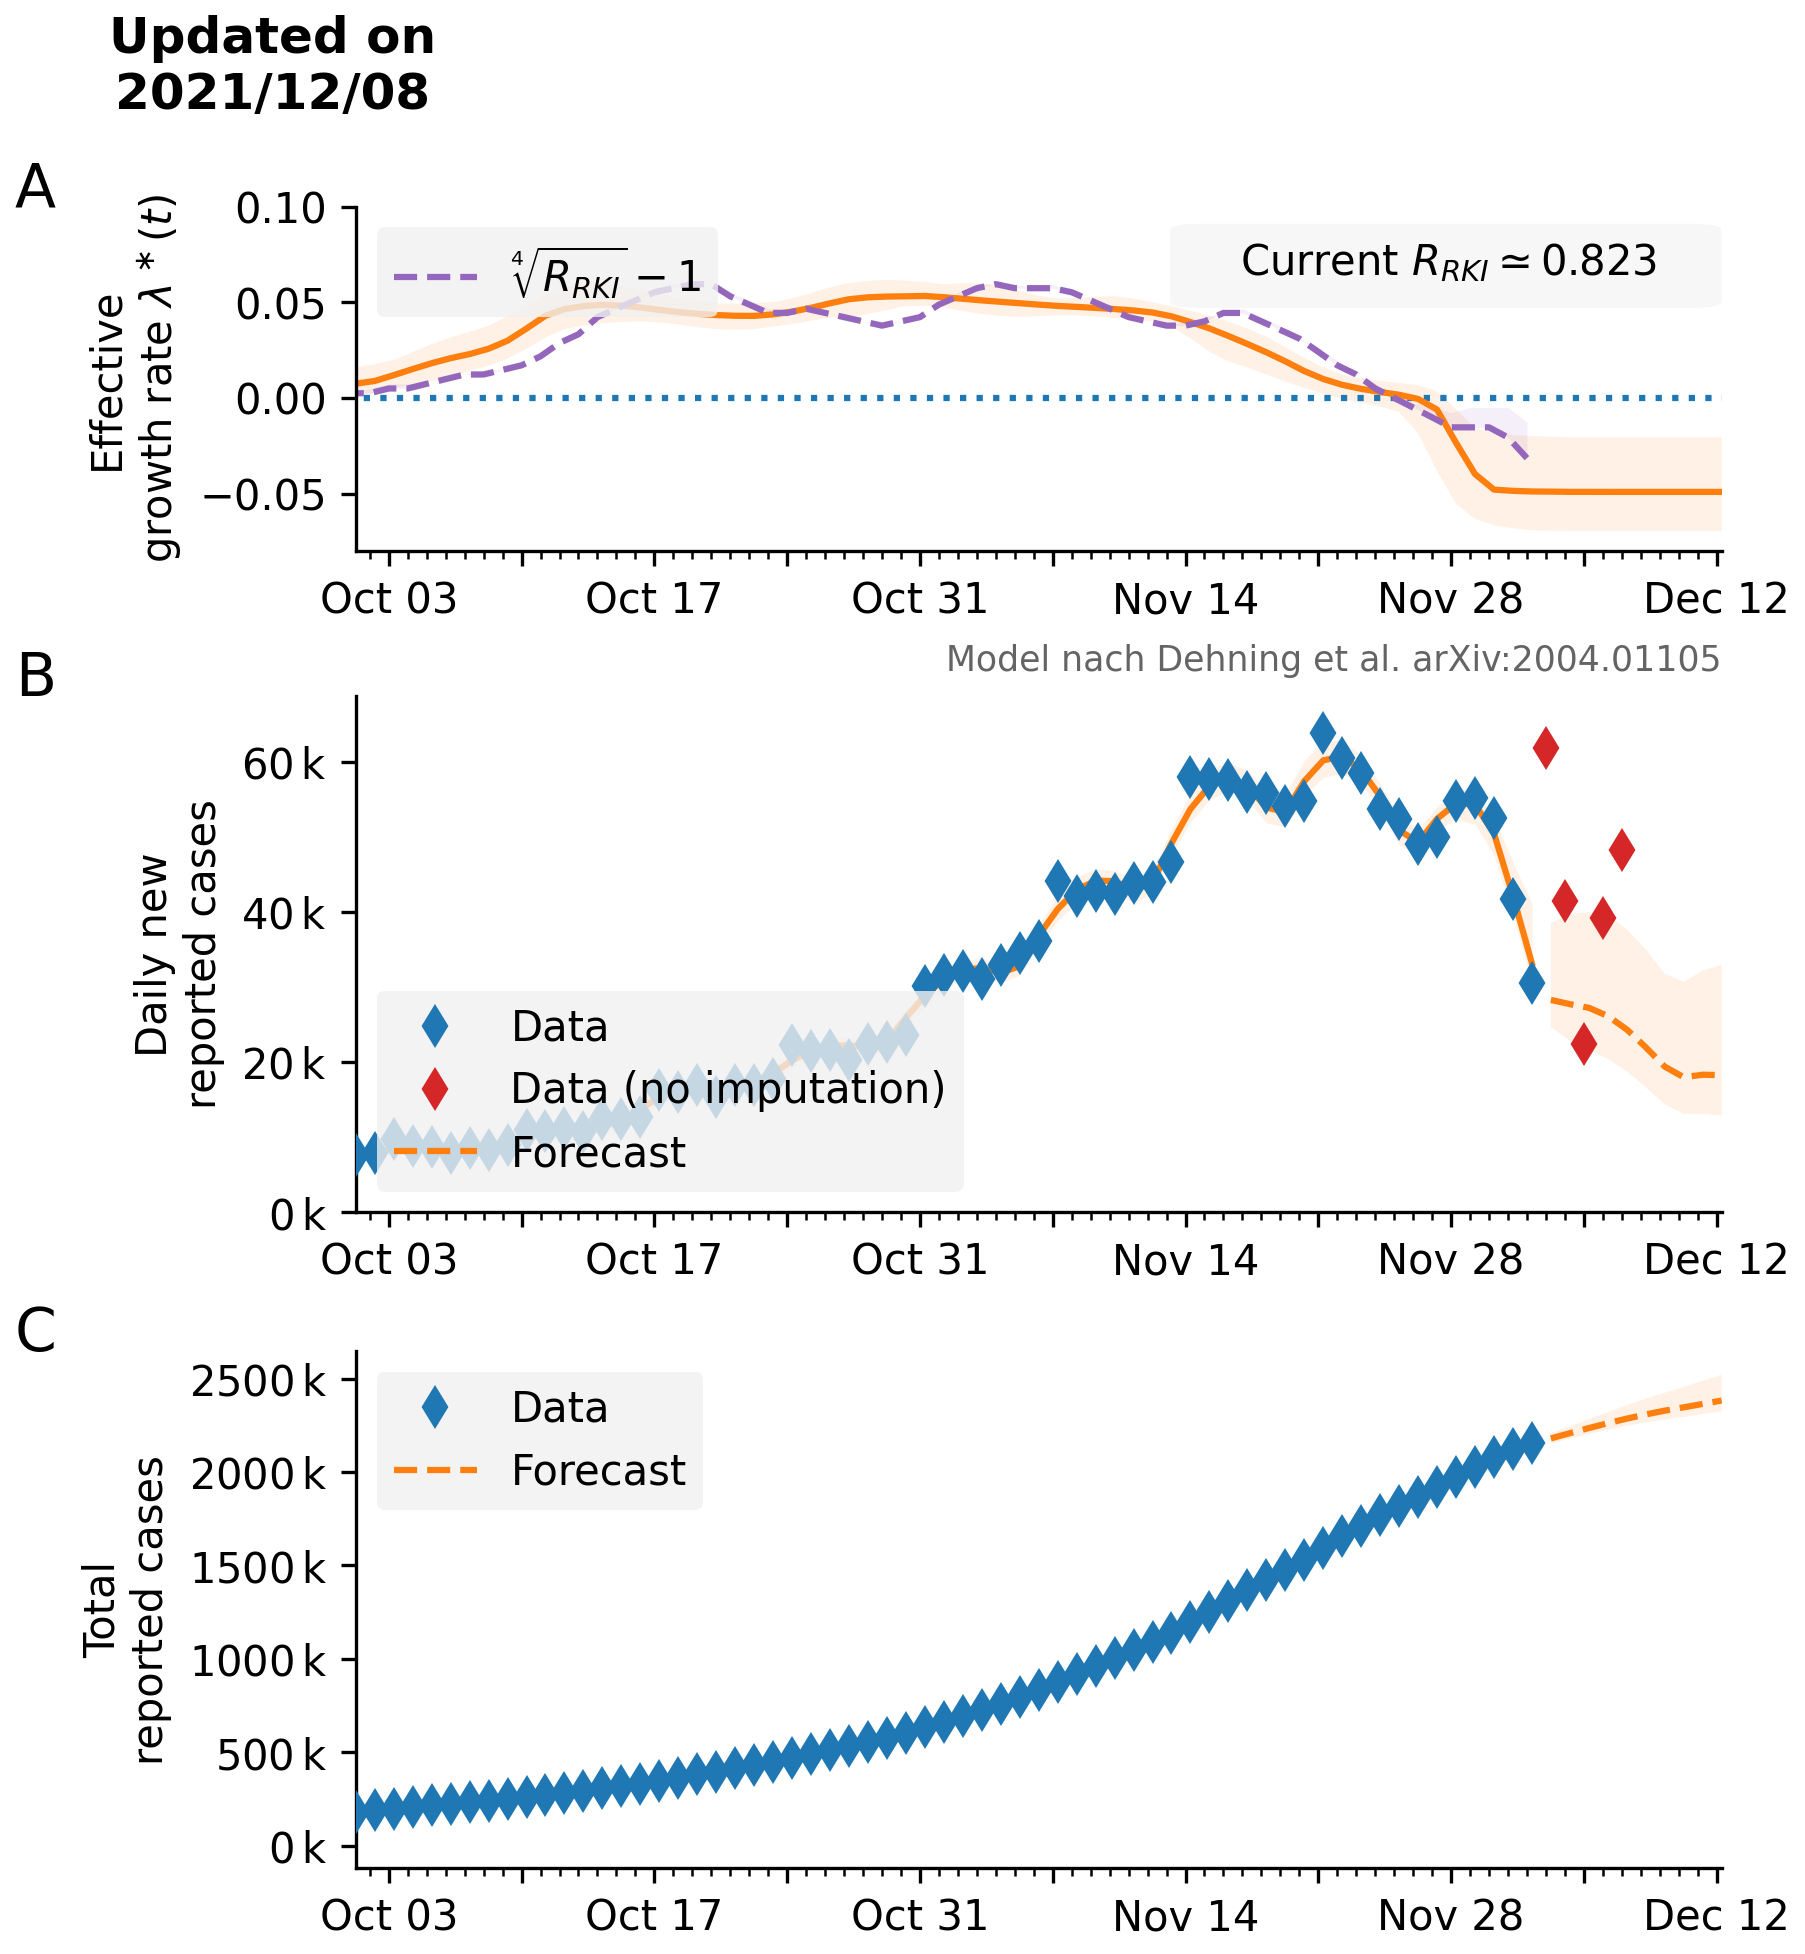 Updated on
2021/12/08
A
Effective
growth rate λ * (t)
0.10
0.05
0.00
−0.05
∜R_RKI − 1
Current R_RKI ≃ 0.823
Oct 03
Oct 17
Oct 31
Nov 14
Nov 28
Dec 12
Model nach Dehning et al. arXiv:2004.01105
B
Daily new
reported cases
60 k
40 k
20 k
0 k
Data
Data (no imputation)
Forecast
Oct 03
Oct 17
Oct 31
Nov 14
Nov 28
Dec 12
C
Total
reported cases
2500 k
2000 k
1500 k
1000 k
500 k
0 k
Data
Forecast
Oct 03
Oct 17
Oct 31
Nov 14
Nov 28
Dec 12